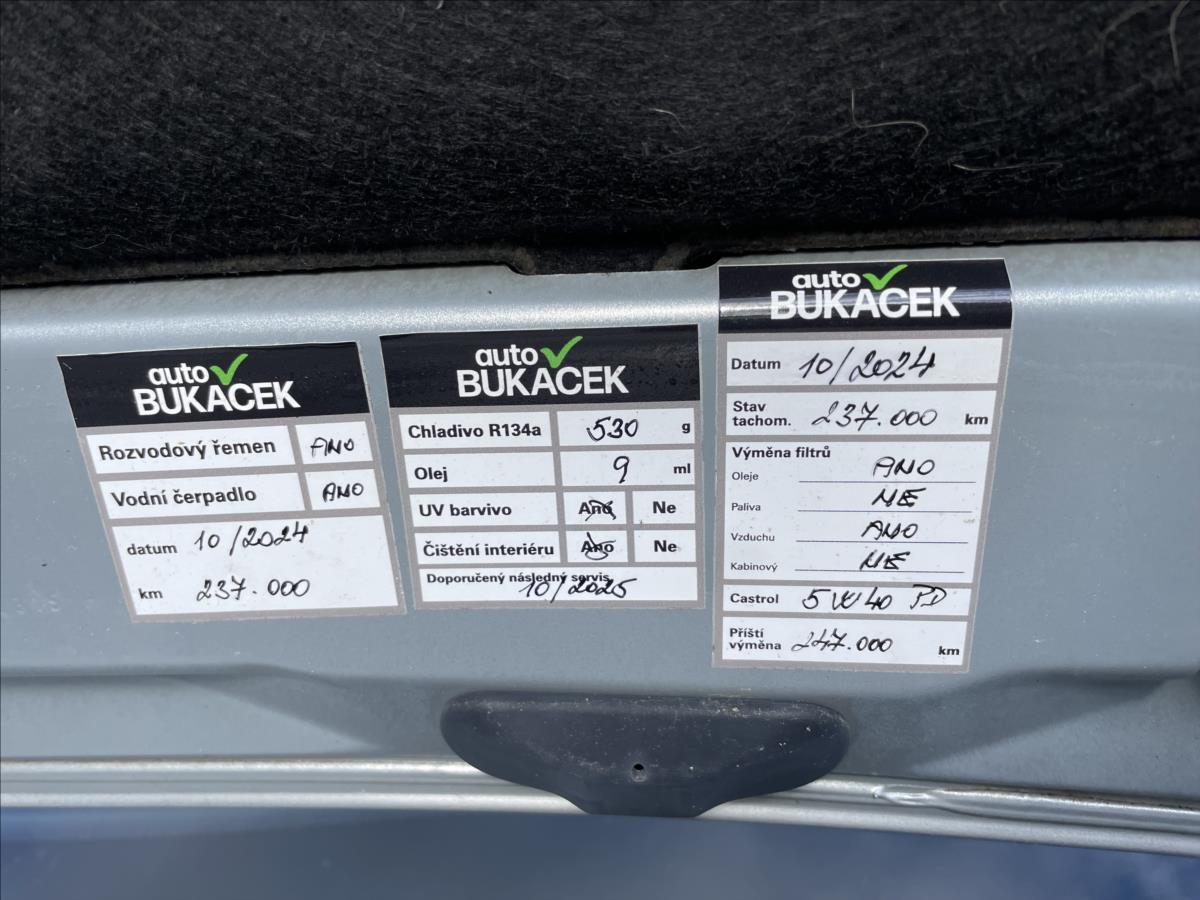 auto
BUKACEK
Rozvodový řemen ANO
Vodní čerpadlo ANO
datum 10/2024
km 237.000
auto
BUKACEK
Chladivo R134a 530 g
Olej 9 ml
UV barvivo Ano Ne
Čištění interiéru Ano Ne
Doporučený následný servis
10/2025
auto
BUKACEK
Datum 10/2024
Stav
tachom. 237.000 km
Výměna filtrů
Oleje ANO
Paliva NE
Vzduchu ANO
Kabinový NE
Castrol 5W40 PD
Příští
výměna 247.000 km